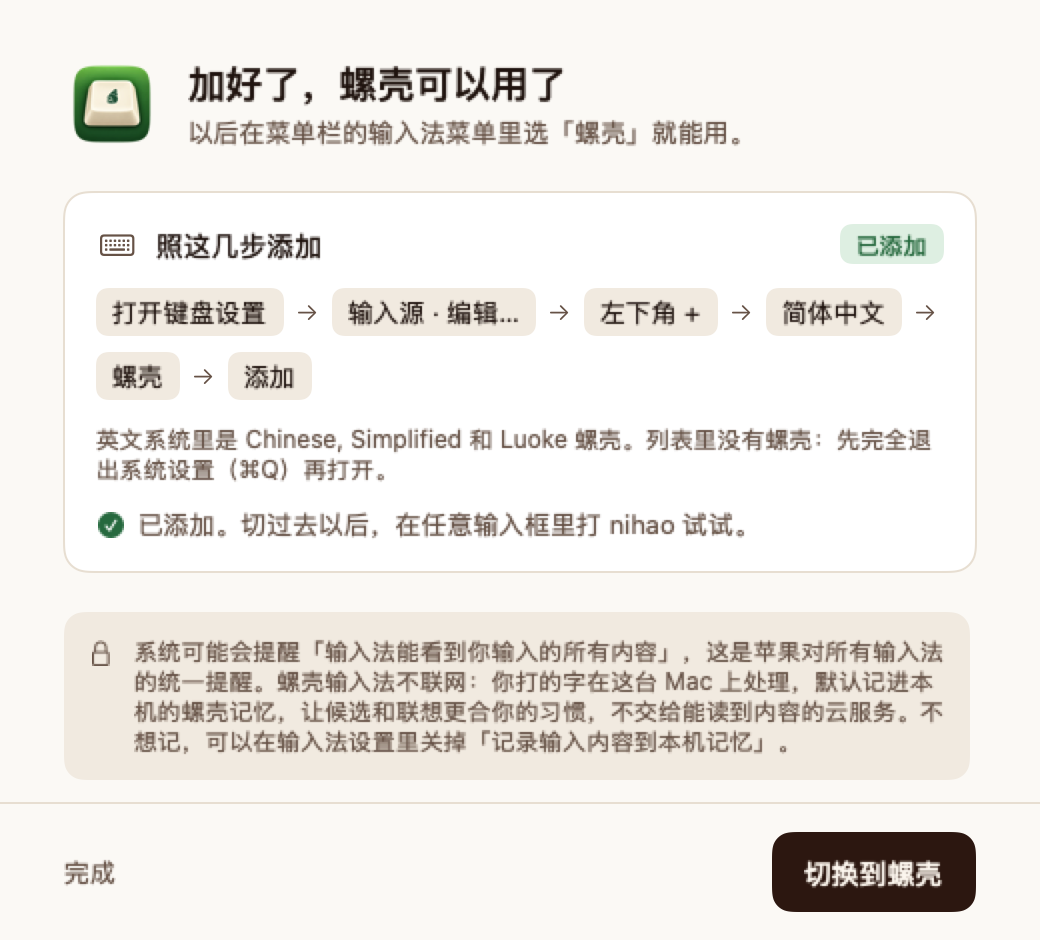 加好了，螺壳可以用了
以后在菜单栏的输入法菜单里选「螺壳」就能用。
照这几步添加 已添加
打开键盘设置 → 输入源 · 编辑... → 左下角 + → 简体中文 →
螺壳 → 添加
英文系统里是 Chinese, Simplified 和 Luoke 螺壳。列表里没有螺壳：先完全退
出系统设置（⌘Q）再打开。
已添加。切过去以后，在任意输入框里打 nihao 试试。
系统可能会提醒「输入法能看到你输入的所有内容」，这是苹果对所有输入法
的统一提醒。螺壳输入法不联网：你打的字在这台 Mac 上处理，默认记进本
机的螺壳记忆，让候选和联想更合你的习惯，不交给能读到内容的云服务。不
想记，可以在输入法设置里关掉「记录输入内容到本机记忆」。
完成 切换到螺壳